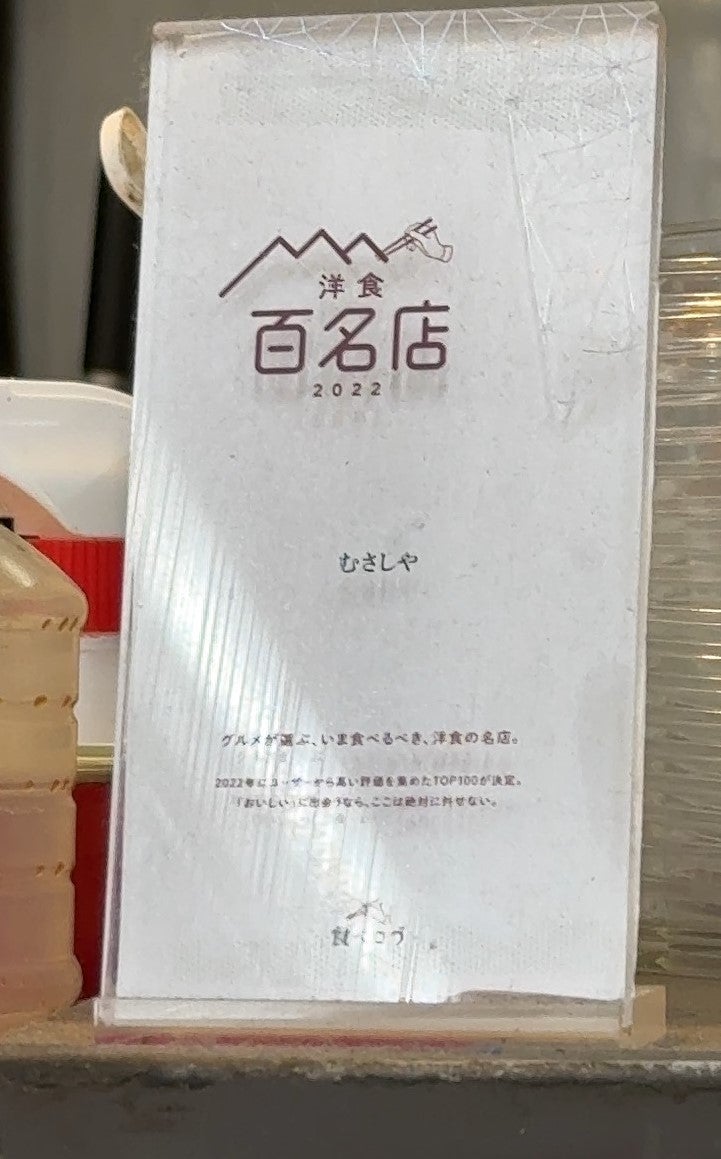 洋食
百名店
2022
むさしや
グルメが選ぶ、いま食べるべき、洋食の名店。
2022年にユーザーから高い評価を集めたTOP100が決定。
「おいしい」に出会うなら、ここは絶対に外せない。
食べログ